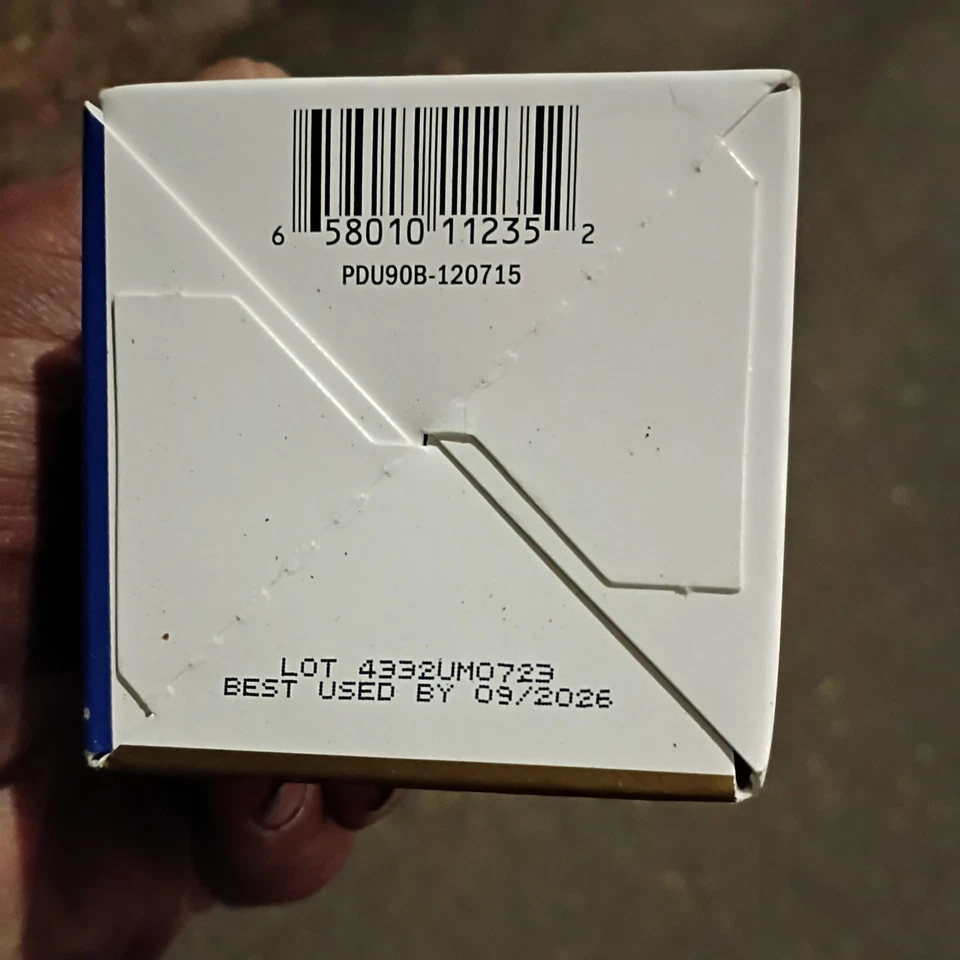 6 58010 11235 2
PDU90B-120715
LOT 4332UM0723
BEST USED BY 09/2026